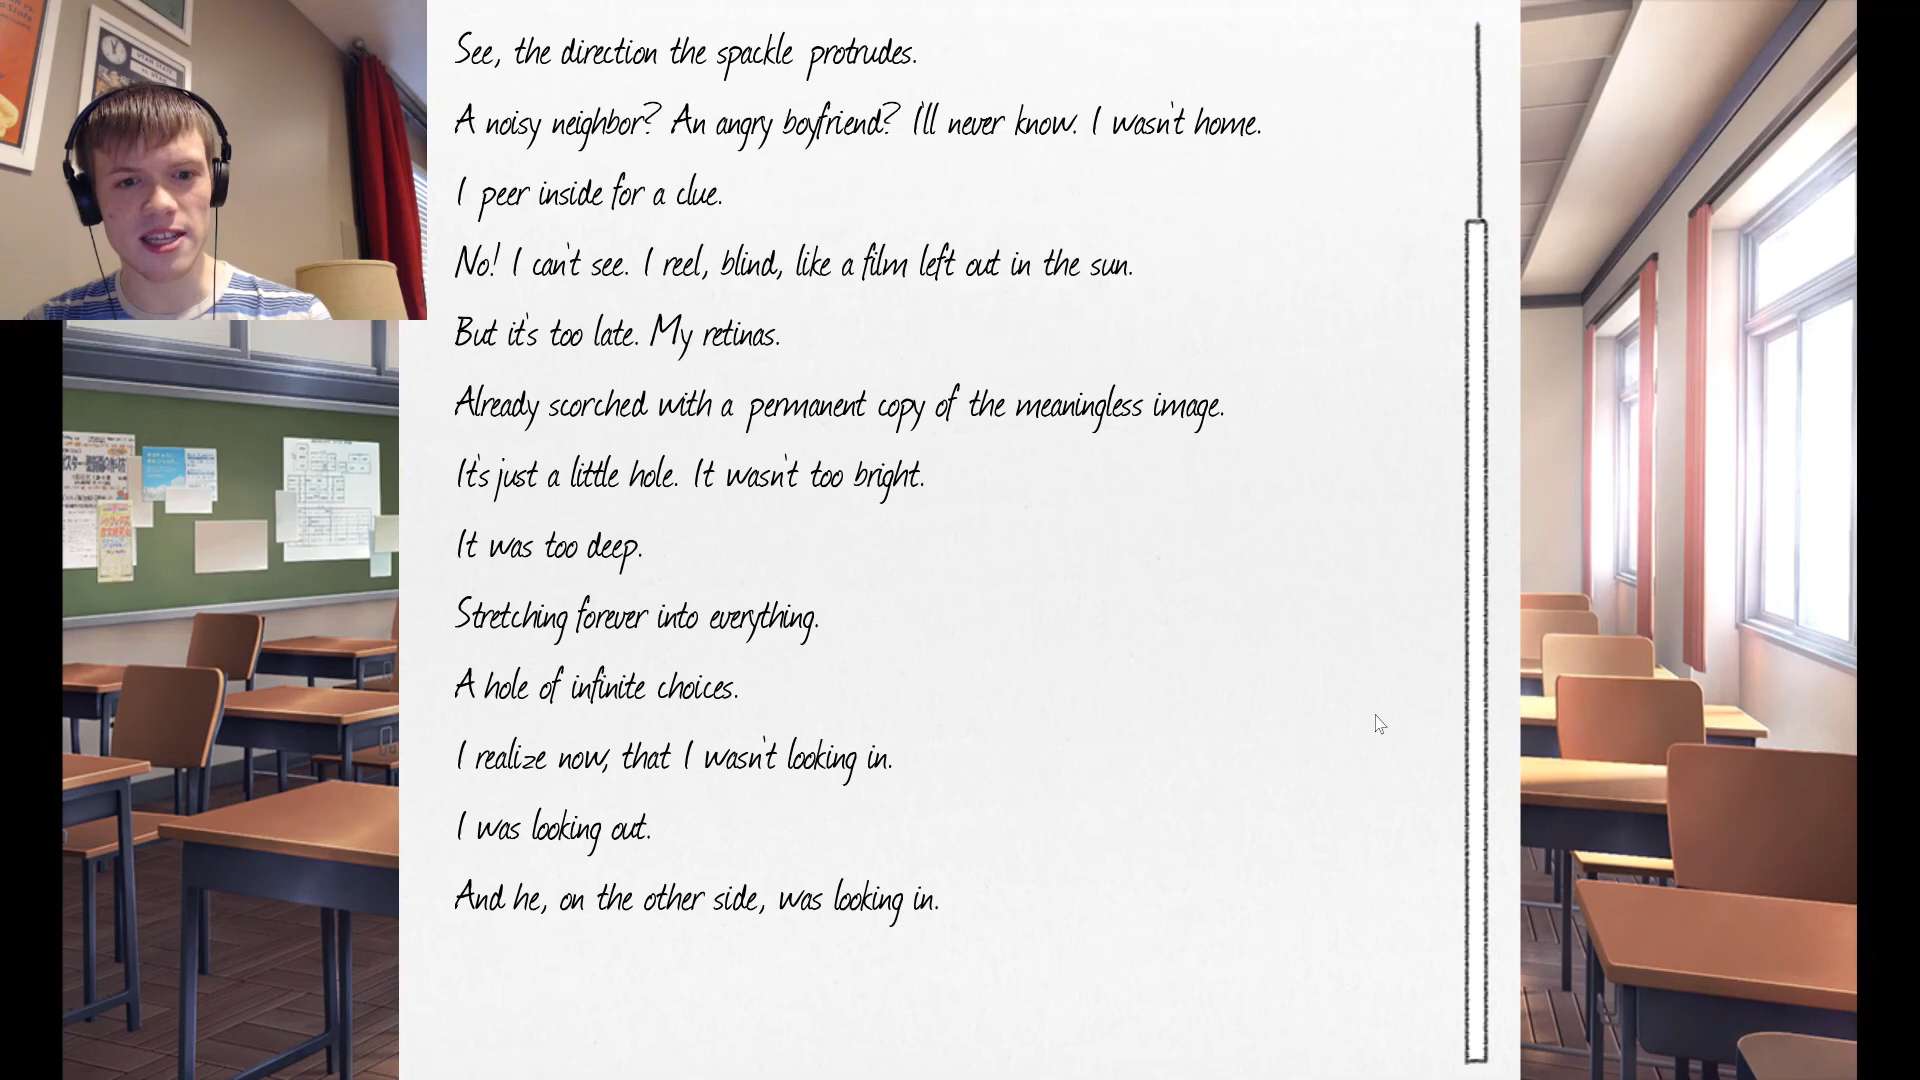 See, the direction the spackle protrudes.
A noisy neighbor? An angry boyfriend? I'll never know. I wasn't home.
I peer inside for a clue.
No! I can't see. I reel, blind, like a film left out in the sun.
But it's too late. My retinas.
Already scorched with a permanent copy of the meaningless image.
It's just a little hole. It wasn't too bright.
It was too deep.
Stretching forever into everything.
A hole of infinite choices.
I realize now, that I wasn't looking in.
I was looking out.
And he, on the other side, was looking in.